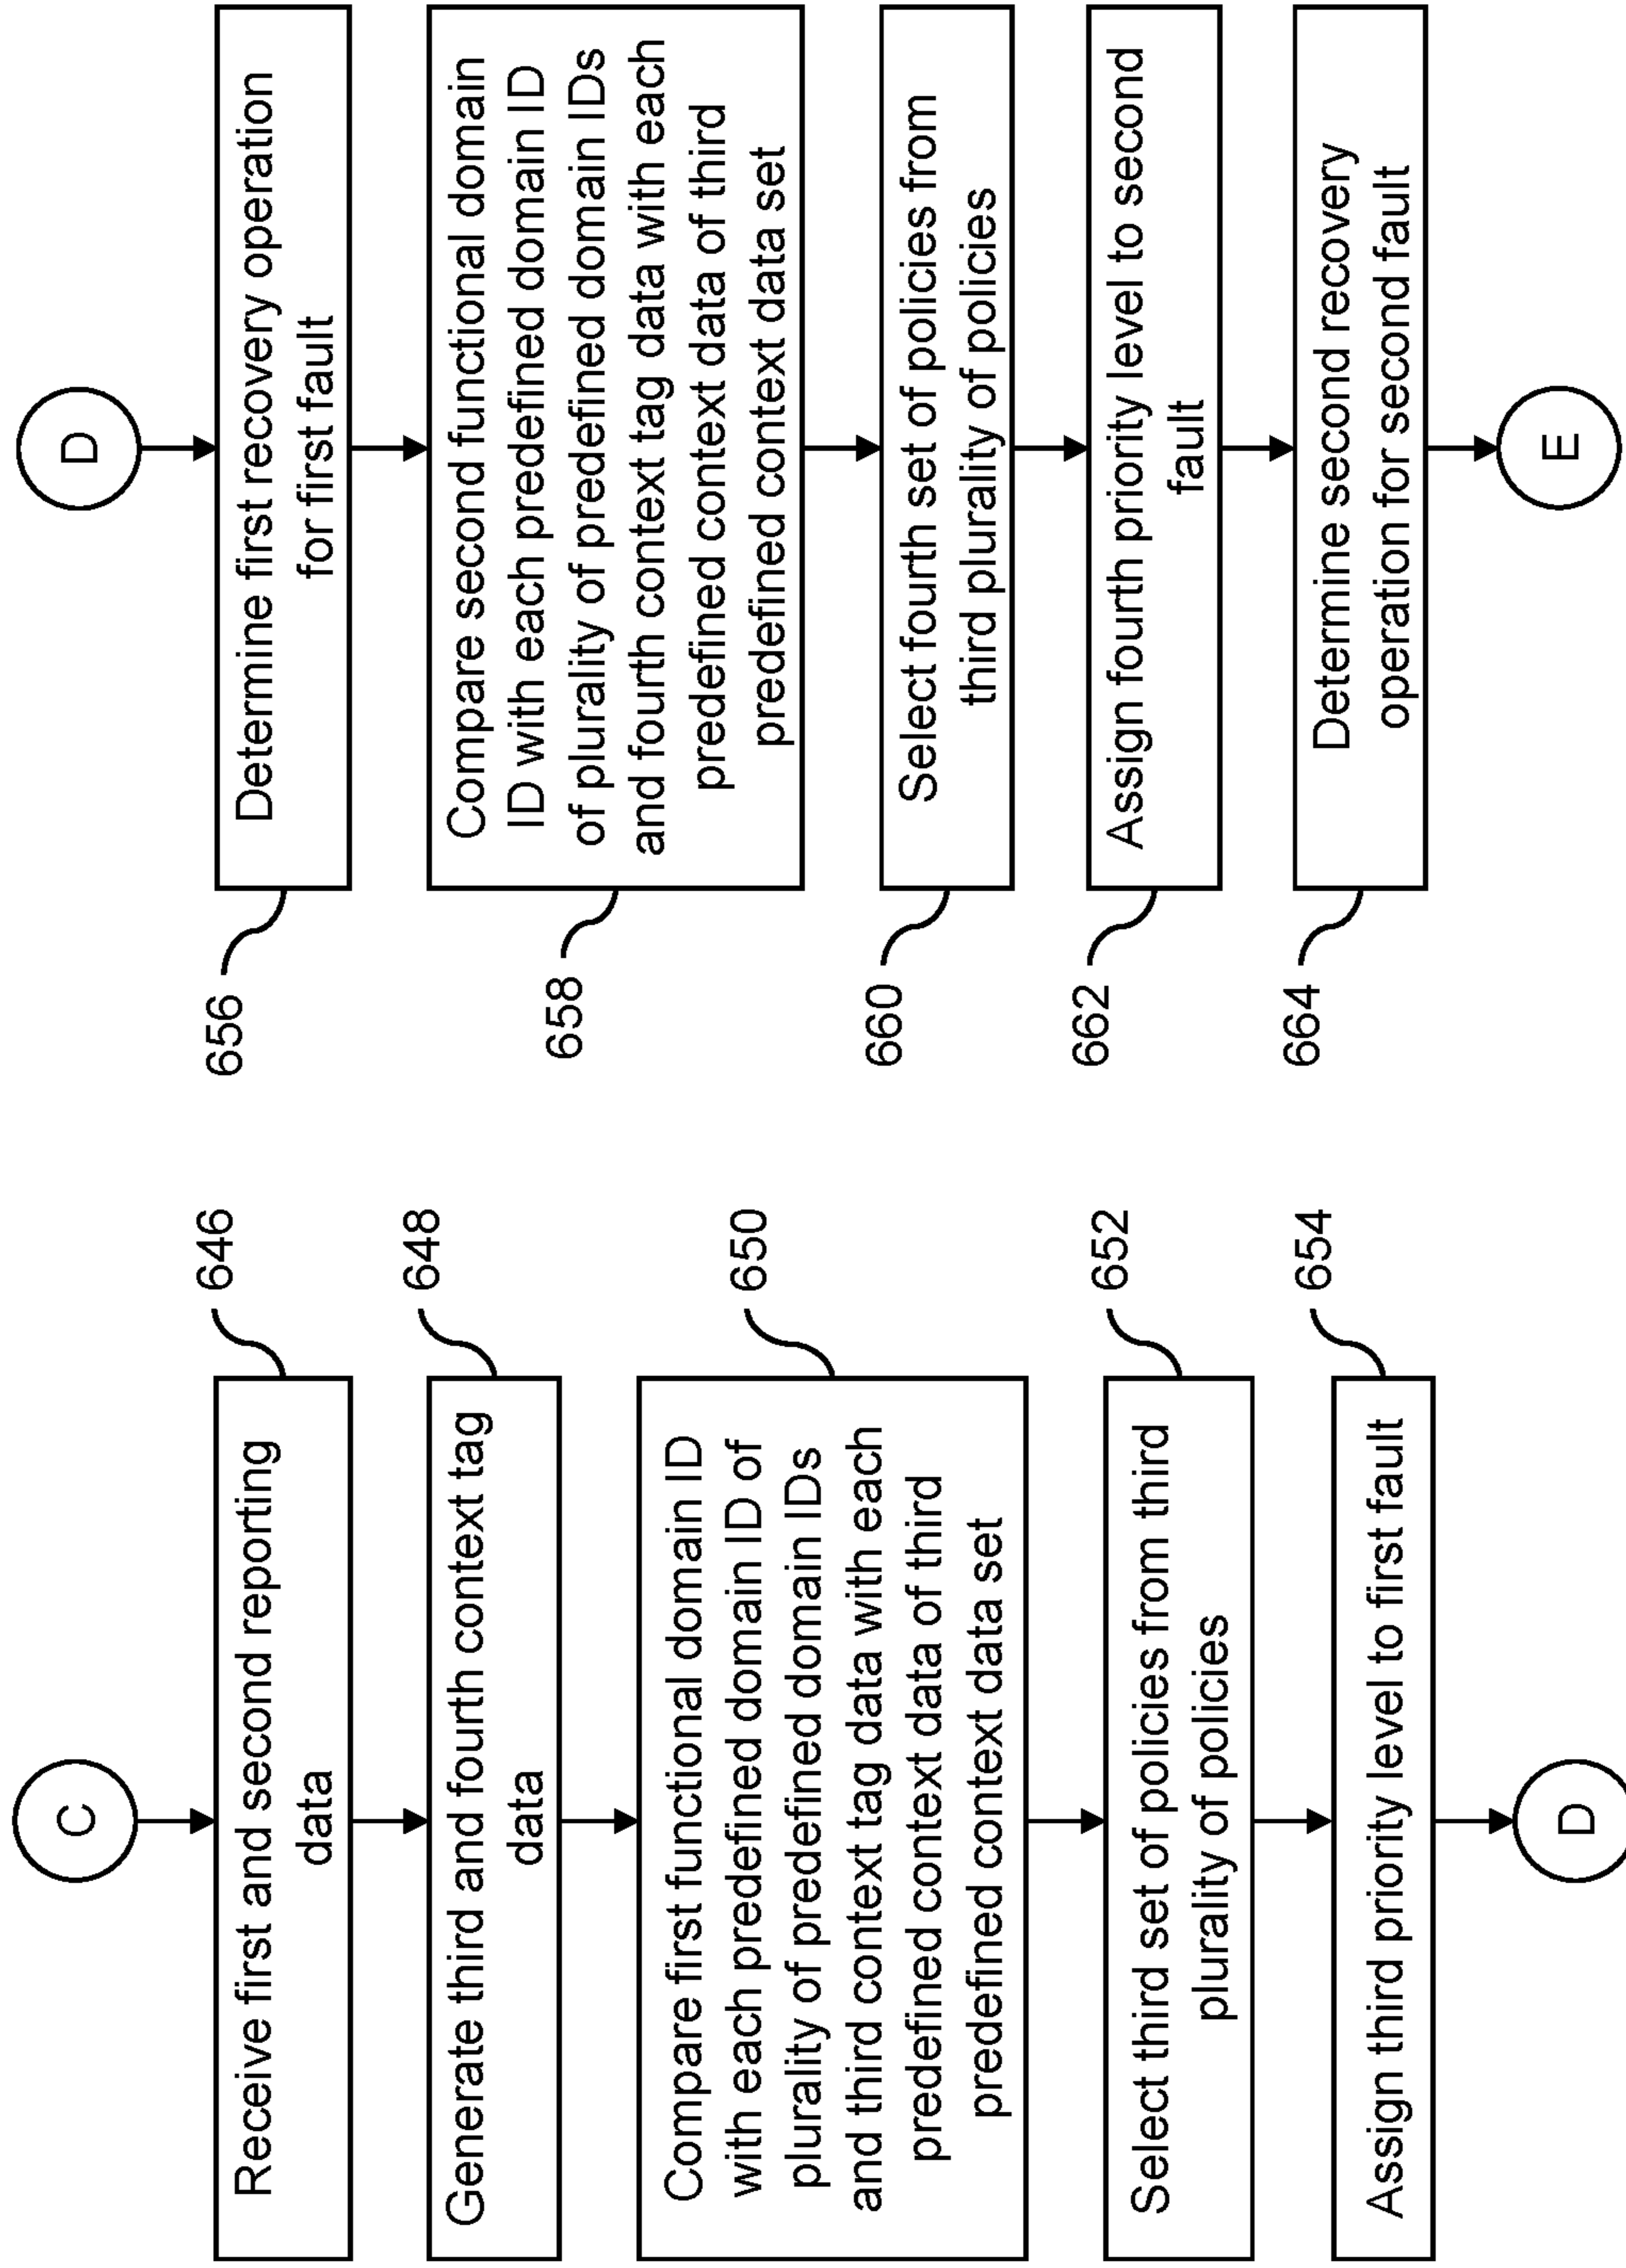 C
646
Receive first and second reporting
data
648
Generate third and fourth context tag
data
650
Compare first functional domain ID
with each predefined domain ID of
plurality of predefined domain IDs
and third context tag data with each
predefined context data of third
predefined context data set
652
Select third set of policies from third
plurality of policies
654
Assign third priority level to first fault
D
D
656
Determine first recovery operation
for first fault
658
Compare second functional domain
ID with each predefined domain ID
of plurality of predefined domain IDs
and fourth context tag data with each
predefined context data of third
predefined context data set
660
Select fourth set of policies from
third plurality of policies
662
Assign fourth priority level to second
fault
664
Determine second recovery
operation for second fault
E